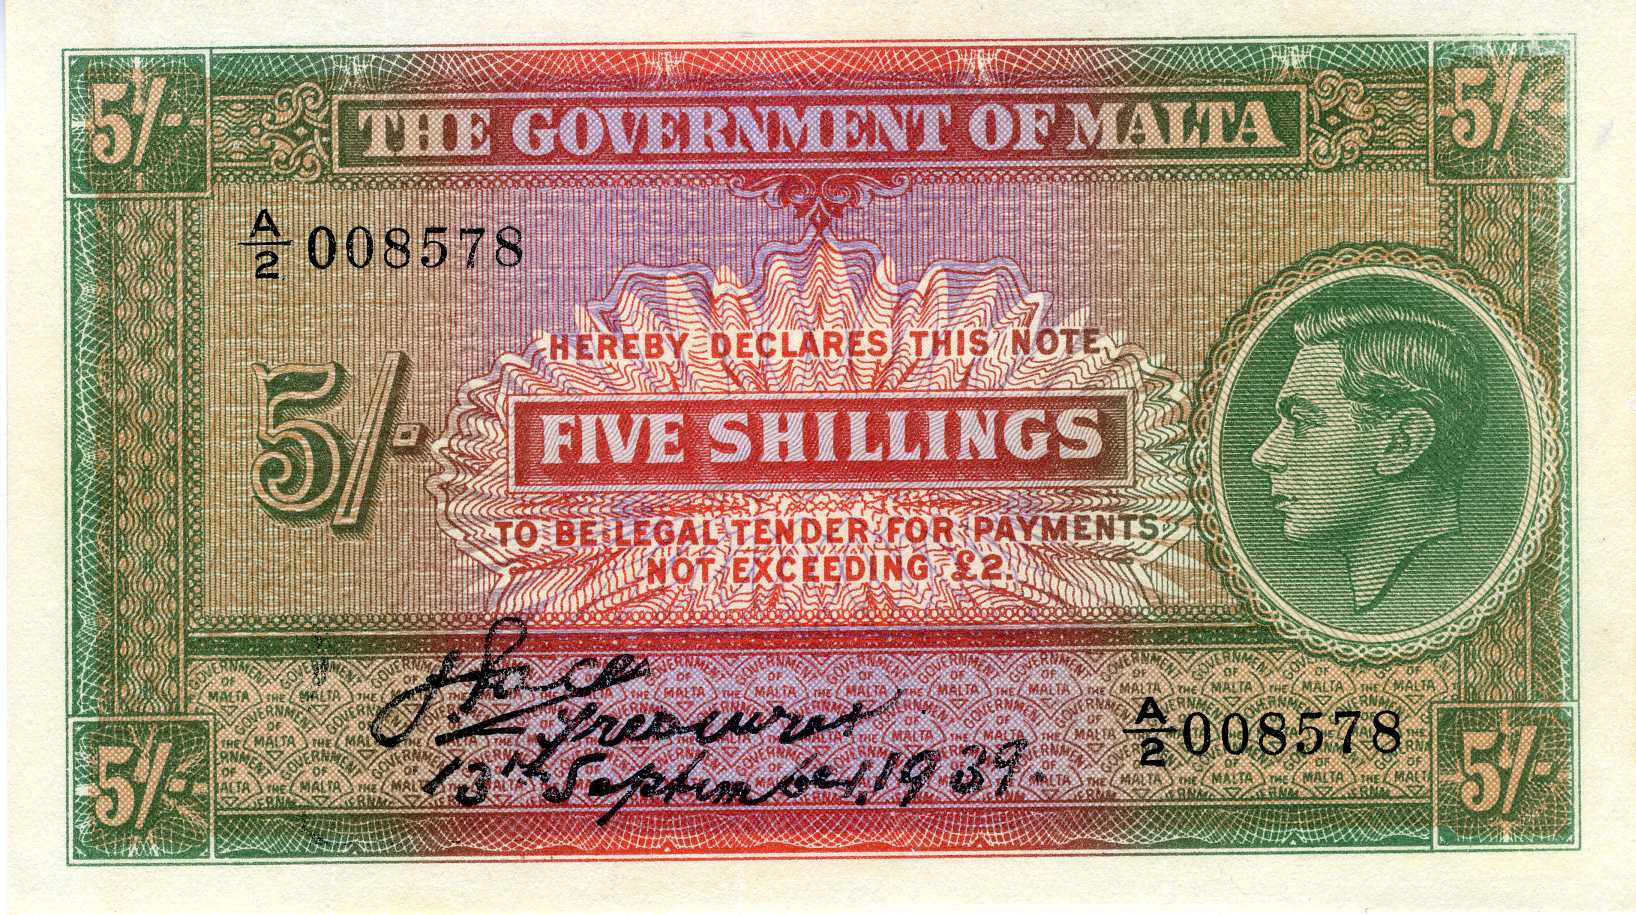 5/- THE GOVERNMENT OF MALTA 5/-
A/2 008578
HEREBY DECLARES THIS NOTE
5/- FIVE SHILLINGS
TO BE LEGAL TENDER FOR PAYMENTS
NOT EXCEEDING £2.
Treasurer
A/2 008578
13th September, 1939.
5/- 5/-